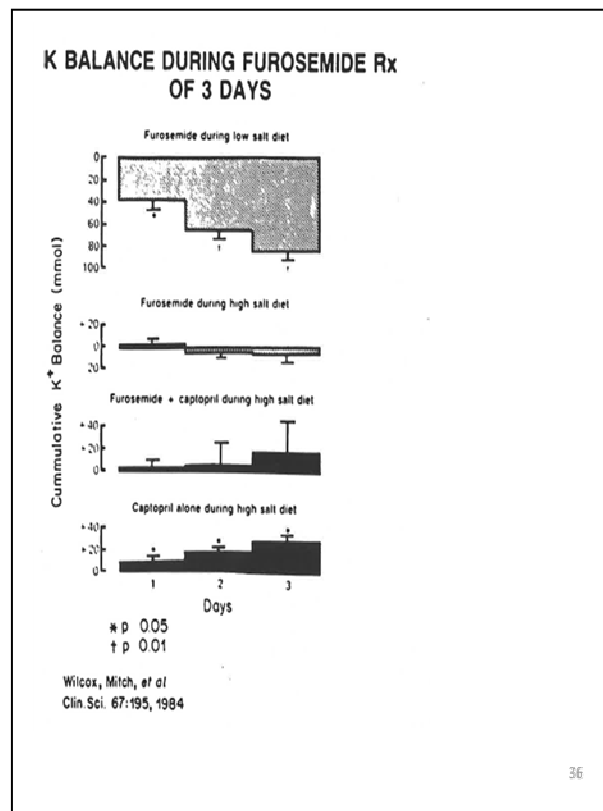 K BALANCE DURING FUROSEMIDE Rx
OF 3 DAYS
Furosemide during low salt diet
0
20
40
60
80
100
*
†
†
Furosemide during high salt diet
+20
0
20
Furosemide + captopril during high salt diet
+40
+20
0
Captopril alone during high salt diet
+40
+20
0
*
*
*
1 2 3
Days
Cummulative K+ Balance (mmol)
* p 0.05
† p 0.01
Wilcox, Mitch, et al
Clin.Sci. 67:195, 1984
36